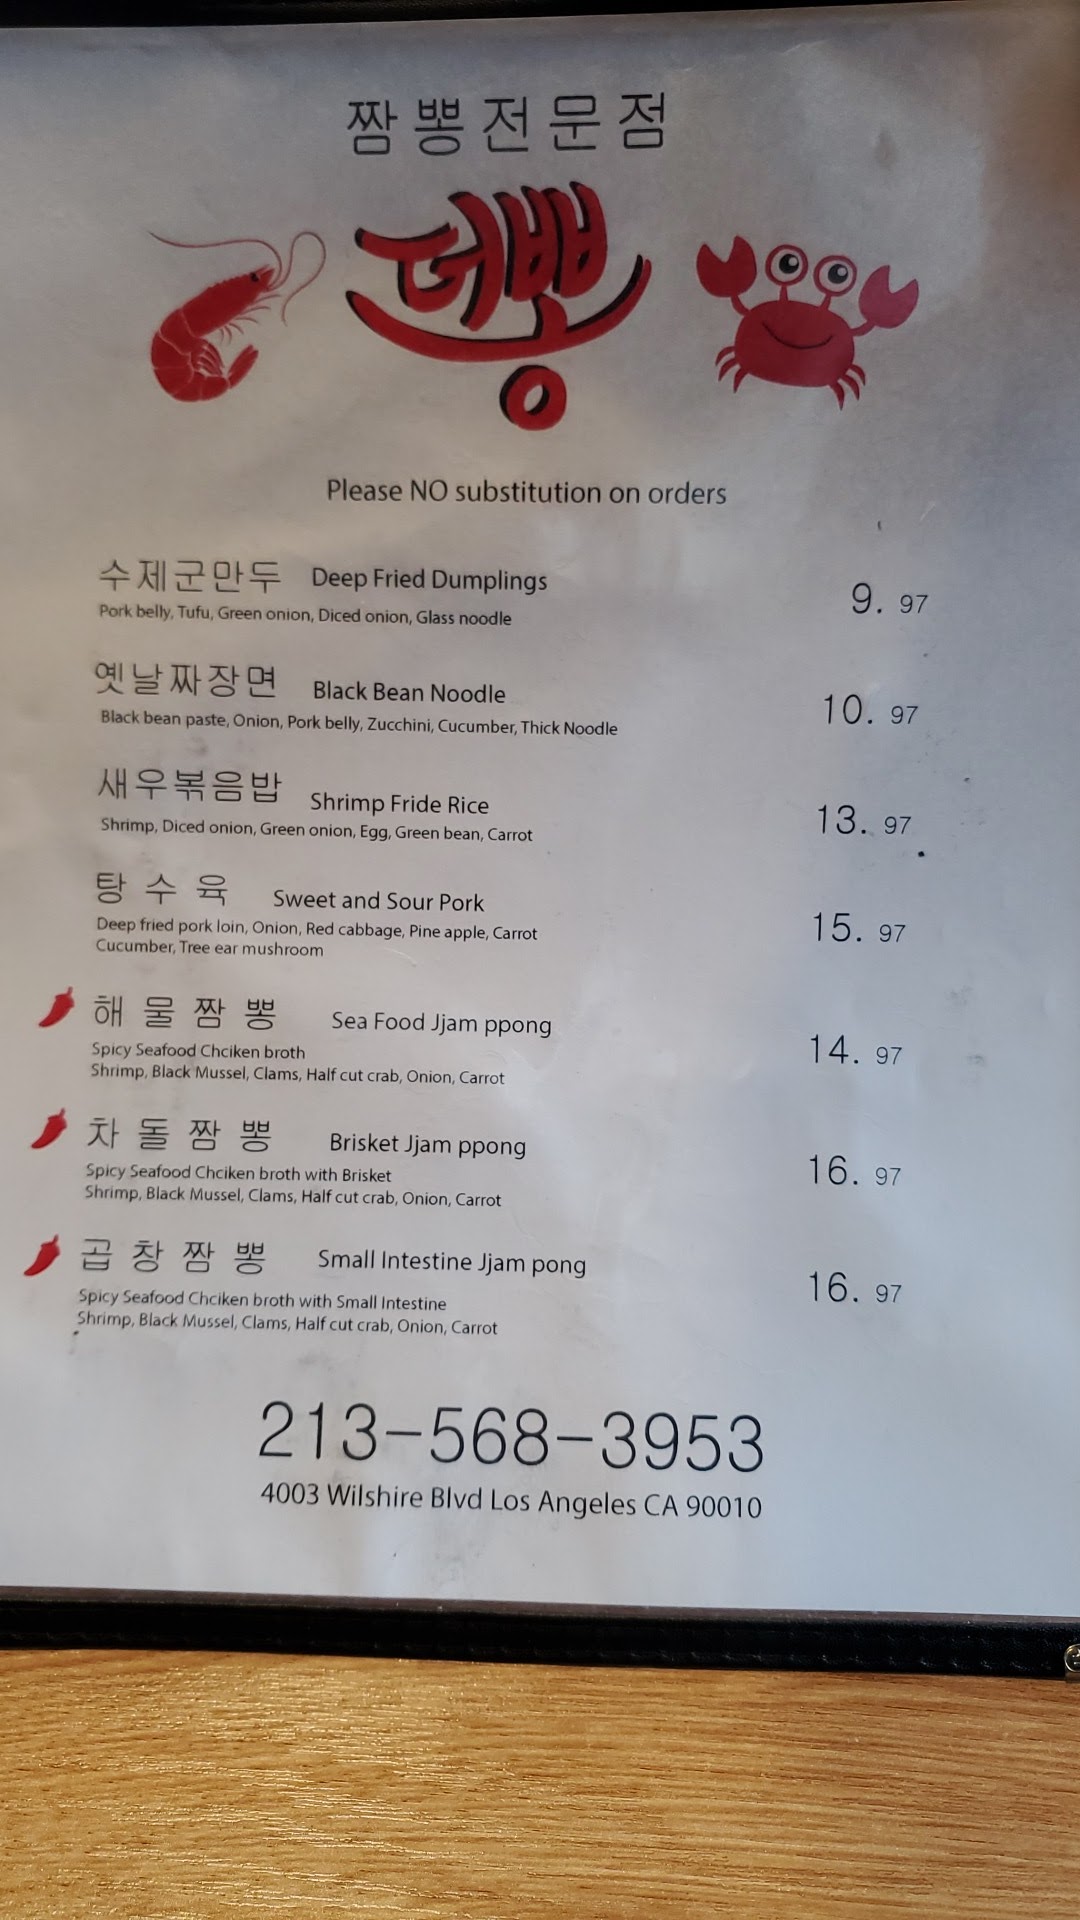 짬뽕전문점
더뽕
Please NO substitution on orders
수제군만두 Deep Fried Dumplings 9. 97
Pork belly, Tufu, Green onion, Diced onion, Glass noodle
옛날짜장면 Black Bean Noodle 10. 97
Black bean paste, Onion, Pork belly, Zucchini, Cucumber, Thick Noodle
새우볶음밥 Shrimp Fride Rice 13. 97
Shrimp, Diced onion, Green onion, Egg, Green bean, Carrot
탕 수 육 Sweet and Sour Pork 15. 97
Deep fried pork loin, Onion, Red cabbage, Pine apple, Carrot
Cucumber, Tree ear mushroom
해 물 짬 뽕 Sea Food Jjam ppong 14. 97
Spicy Seafood Chciken broth
Shrimp, Black Mussel, Clams, Half cut crab, Onion, Carrot
차 돌 짬 뽕 Brisket Jjam ppong 16. 97
Spicy Seafood Chciken broth with Brisket
Shrimp, Black Mussel, Clams, Half cut crab, Onion, Carrot
곱 창 짬 뽕 Small Intestine Jjam pong 16. 97
Spicy Seafood Chciken broth with Small Intestine
Shrimp, Black Mussel, Clams, Half cut crab, Onion, Carrot
213-568-3953
4003 Wilshire Blvd Los Angeles CA 90010